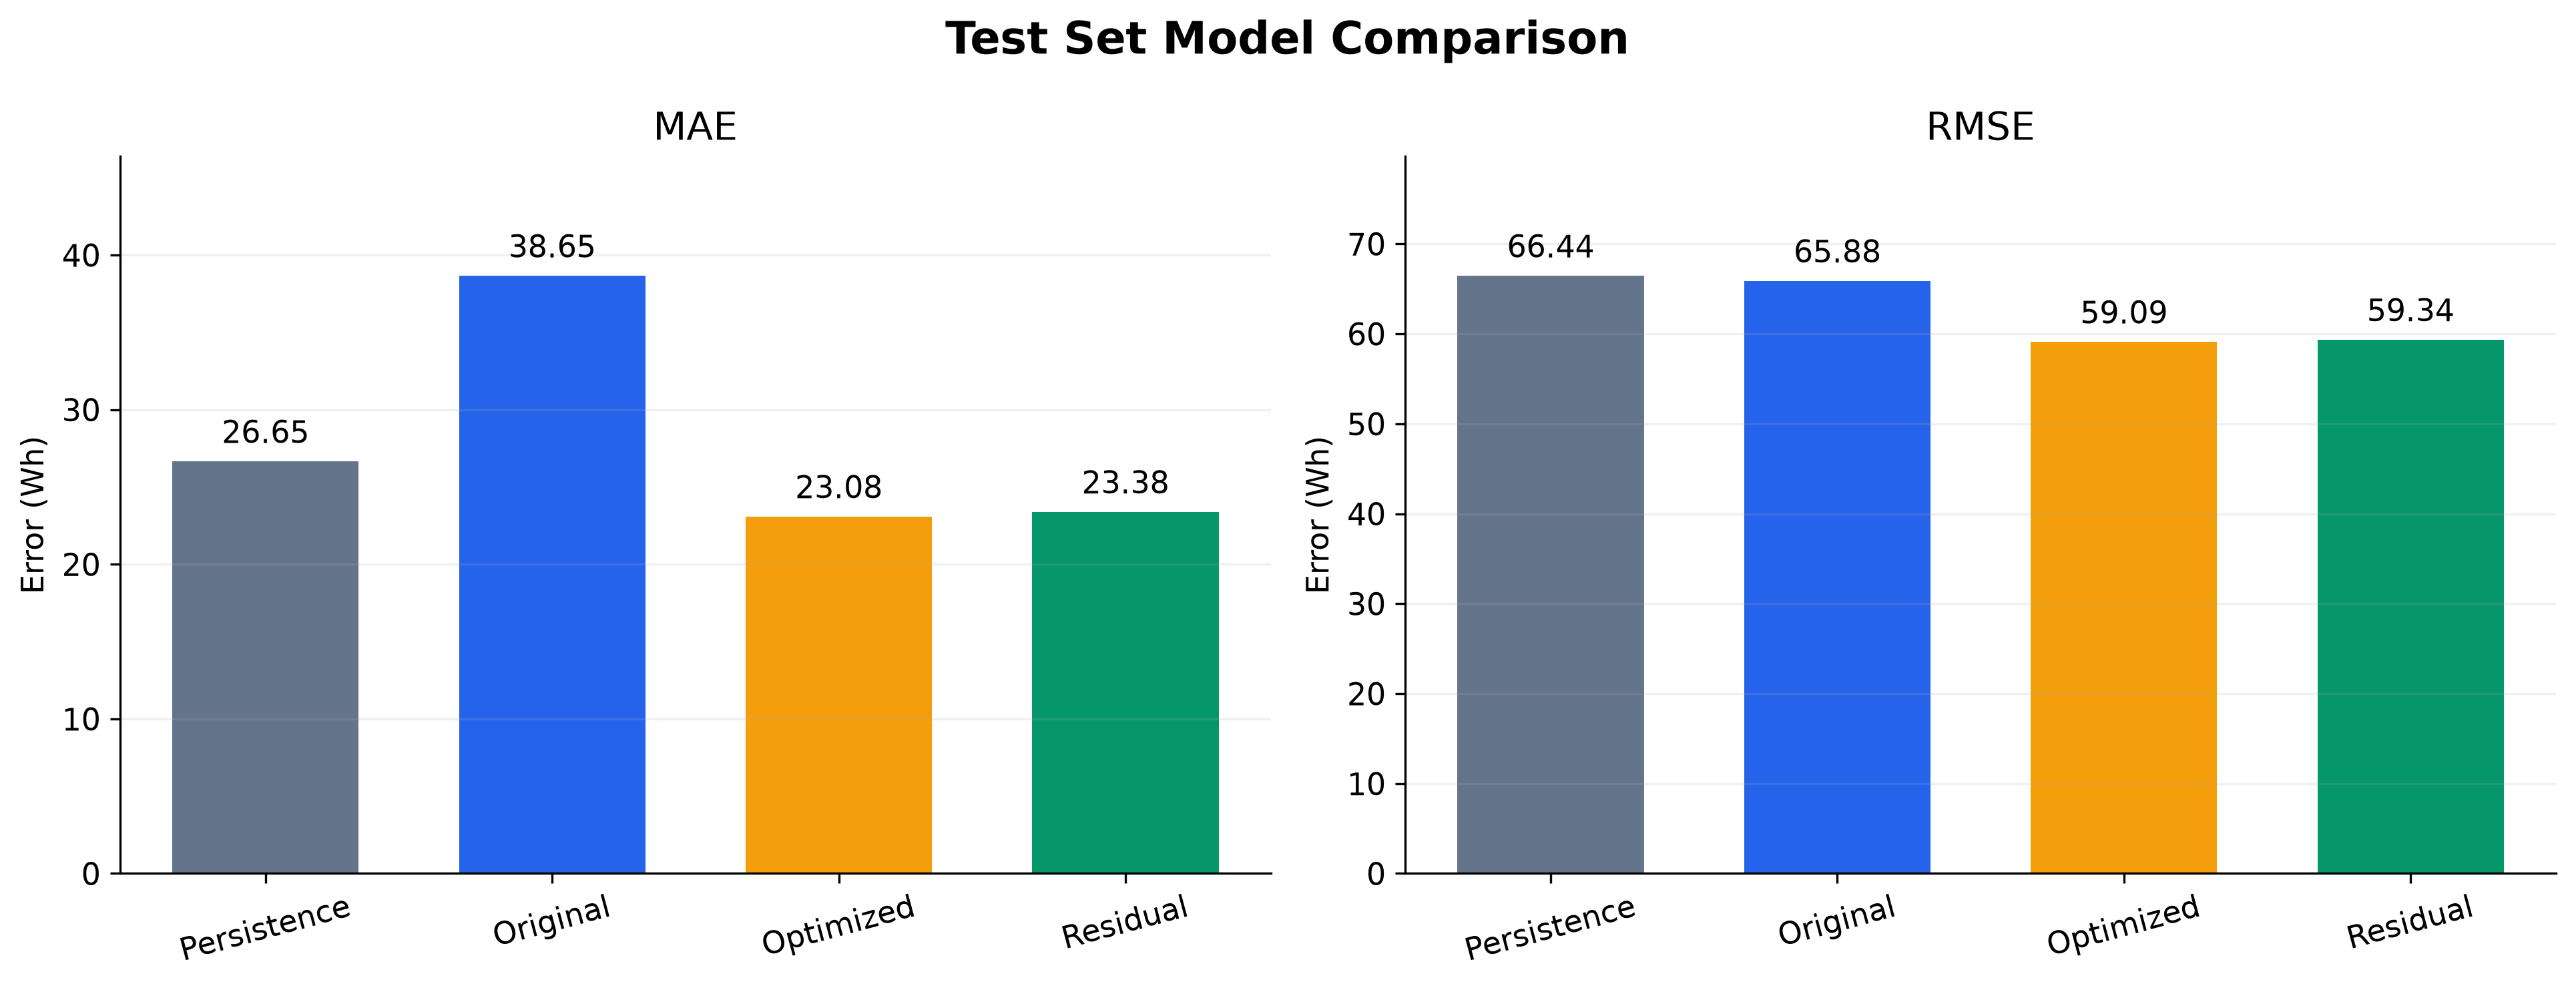 Test Set Model Comparison
MAE
Error (Wh)
40
30
20
10
0
26.65
38.65
23.08
23.38
Persistence
Original
Optimized
Residual
RMSE
Error (Wh)
70
60
50
40
30
20
10
0
66.44
65.88
59.09
59.34
Persistence
Original
Optimized
Residual